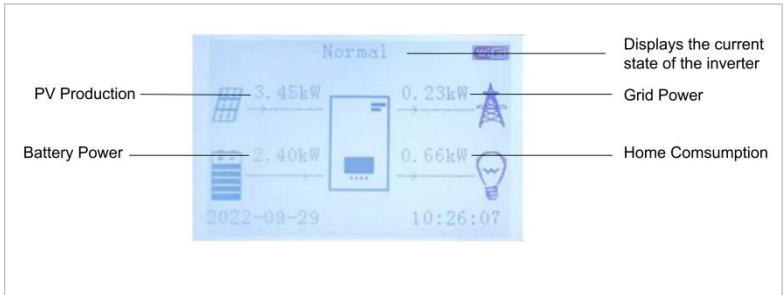 Normal
WiFi
Displays the current
state of the inverter
PV Production
3.45kW
0.23kW
Grid Power
Battery Power
2.40kW
0.66kW
Home Comsumption
2022-09-29
10:26:07